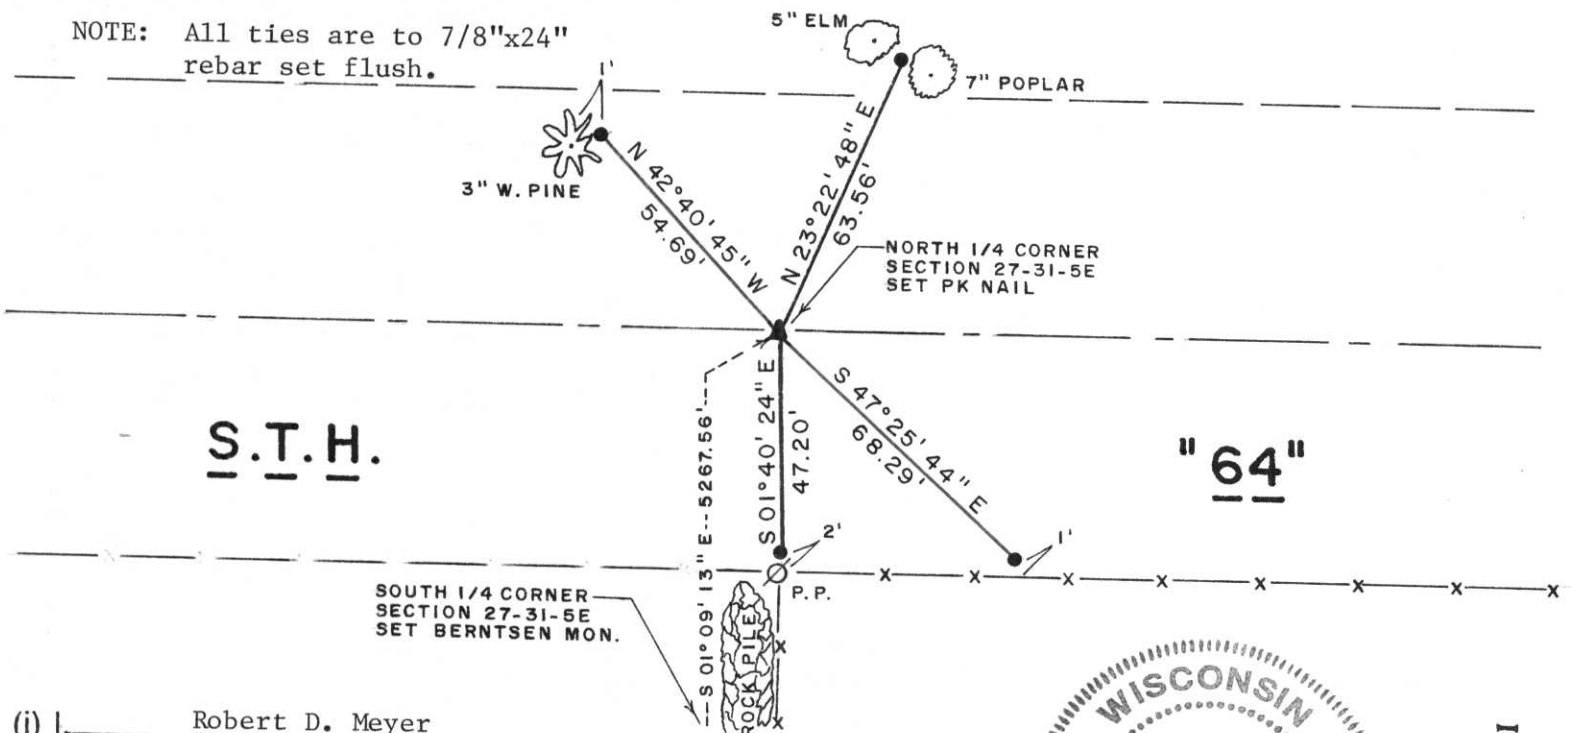 NOTE: All ties are to 7/8"x24"
rebar set flush.
5" ELM
7" POPLAR
1'
3" W. PINE
N 42°40'45" W
54.69'
N 23°22'48" E
63.56'
NORTH 1/4 CORNER
SECTION 27-31-5E
SET PK NAIL
S.T.H.
"64"
S 01°09'13" E--5267.56'
S 01°40'24" E
47.20'
S 47°25'44" E
68.29'
2'
1'
P.P.
SOUTH 1/4 CORNER
SECTION 27-31-5E
SET BERNTSEN MON.
ROCK PILE
x x x x x x x x
x
x
WISCONSIN
(i) Robert D. Meyer